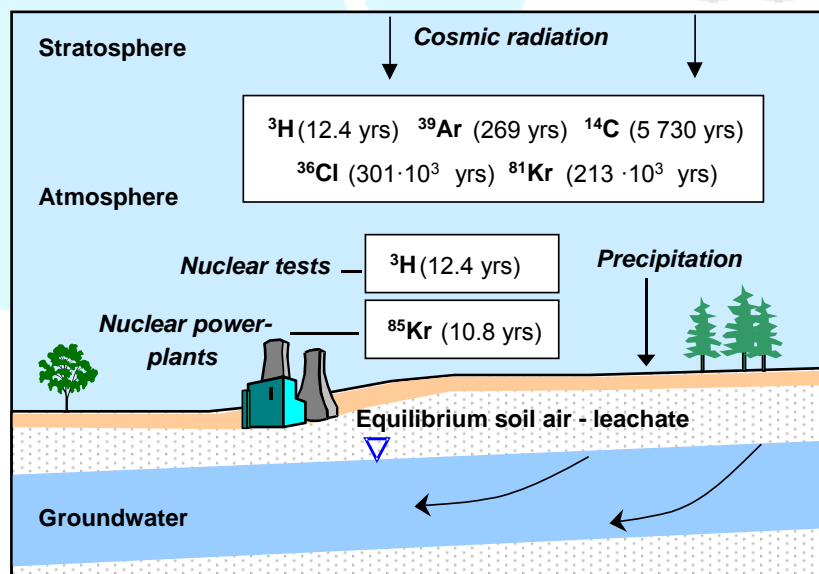 Stratosphere
Cosmic radiation
³H (12.4 yrs) ³⁹Ar (269 yrs) ¹⁴C (5 730 yrs)
³⁶Cl (301·10³ yrs) ⁸¹Kr (213 ·10³ yrs)
Atmosphere
Nuclear tests
³H (12.4 yrs)
Precipitation
Nuclear power-
plants
⁸⁵Kr (10.8 yrs)
Equilibrium soil air - leachate
Groundwater